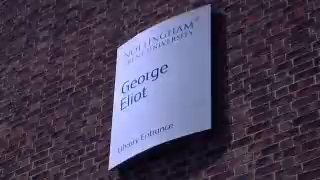 NOTTINGHAM
TRENT UNIVERSITY
George
Eliot
Library Entrance